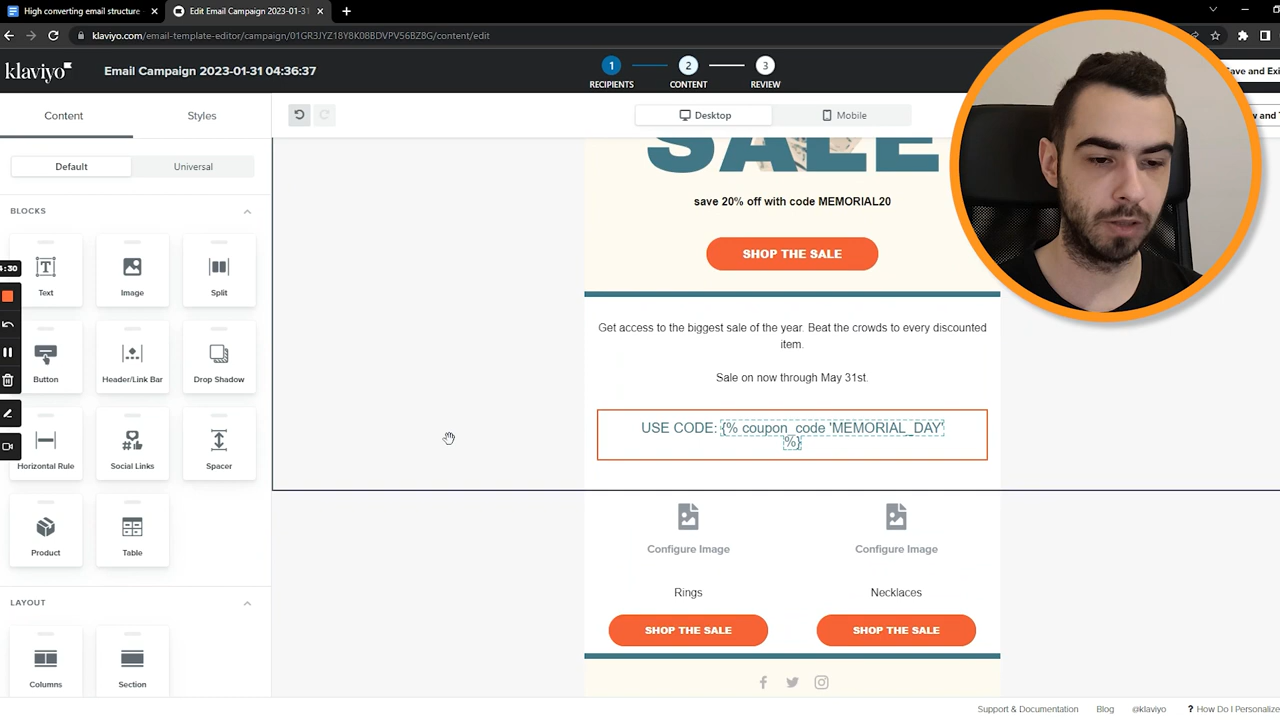 High converting email structure
Edit Email Campaign 2023-01-31
klaviyo.com/email-template-editor/campaign/01GR3JYZ18Y8K08BDVPV56BZ8G/content/edit
klaviyo
Email Campaign 2023-01-31 04:36:37
1
2
3
RECIPIENTS
CONTENT
REVIEW
ave and Exi
Content
Styles
Desktop
Mobile
Default
Universal
BLOCKS
Text
Image
Split
Button
Header/Link Bar
Drop Shadow
Horizontal Rule
Social Links
Spacer
Product
Table
LAYOUT
Columns
Section
4:30
SALE
save 20% off with code MEMORIAL20
SHOP THE SALE
Get access to the biggest sale of the year. Beat the crowds to every discounted
item.
Sale on now through May 31st.
USE CODE: {% coupon_code 'MEMORIAL_DAY'
%}
Configure Image
Configure Image
Rings
Necklaces
SHOP THE SALE
SHOP THE SALE
Support & Documentation
Blog
@klaviyo
? How Do I Personalize